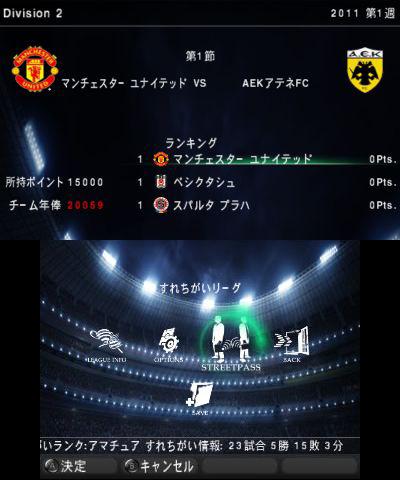 Division 2
2011 第1週
第1節
マンチェスター ユナイテッド VS AEKアテネFC
ランキング
1 マンチェスター ユナイテッド 0Pts.
所持ポイント 15000 1 ベシクタシュ 0Pts.
チーム年俸 20059 1 スパルタ プラハ 0Pts.
すれちがいリーグ
LEAGUE INFO
OPTIONS
STREETPASS
BACK
SAVE
いランク:アマチュア すれちがい情報: 23試合 5勝 15敗 3分
A 決定
B キャンセル